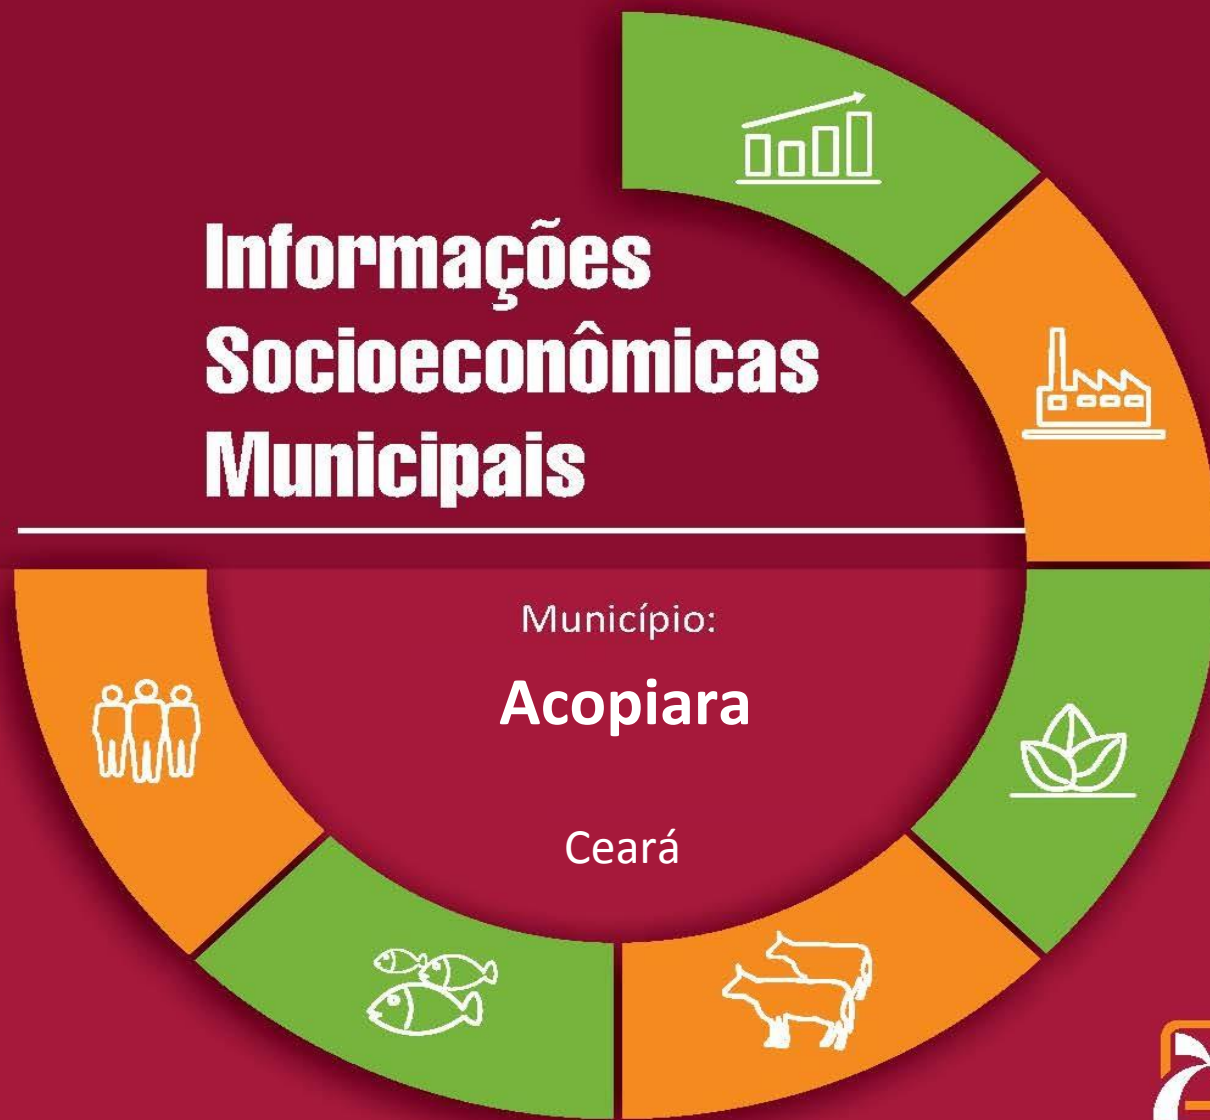 Informações
Socioeconômicas
Municipais
Município:
Acopiara
Ceará